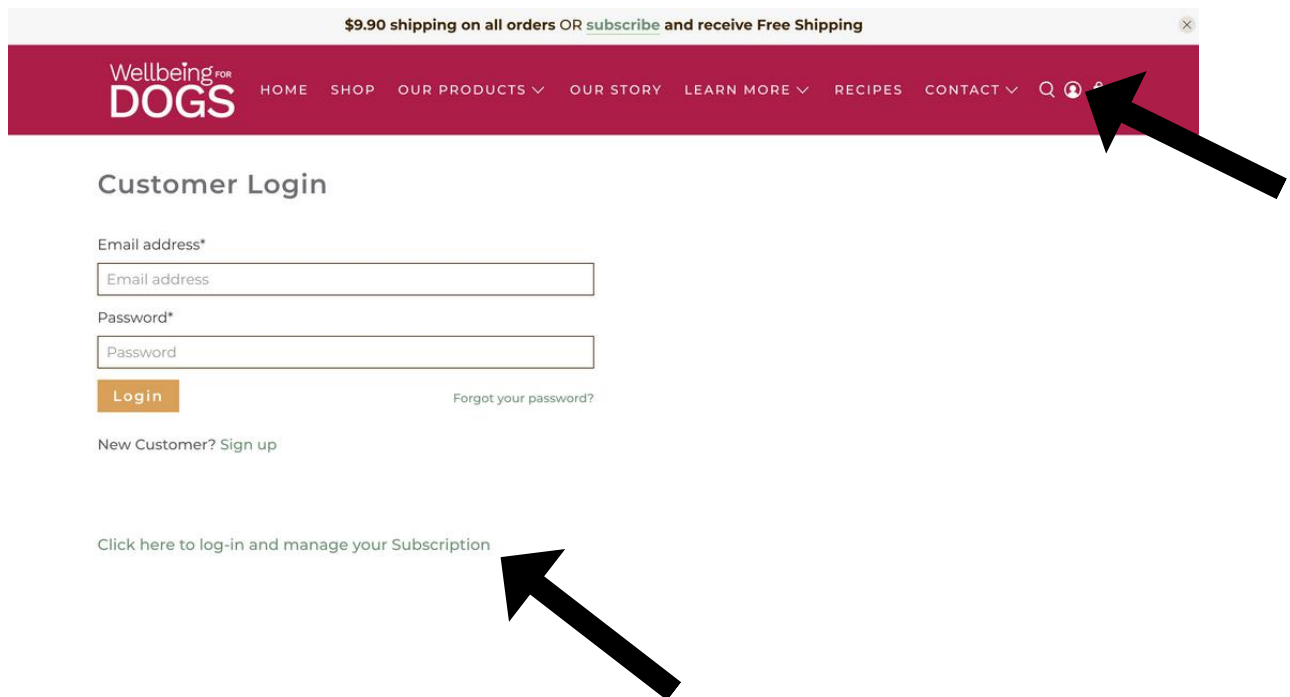 $9.90 shipping on all orders OR subscribe and receive Free Shipping
Wellbeing FOR
DOGS
HOME SHOP OUR PRODUCTS OUR STORY LEARN MORE RECIPES CONTACT
Customer Login
Email address*
Email address
Password*
Password
Login Forgot your password?
New Customer? Sign up
Click here to log-in and manage your Subscription